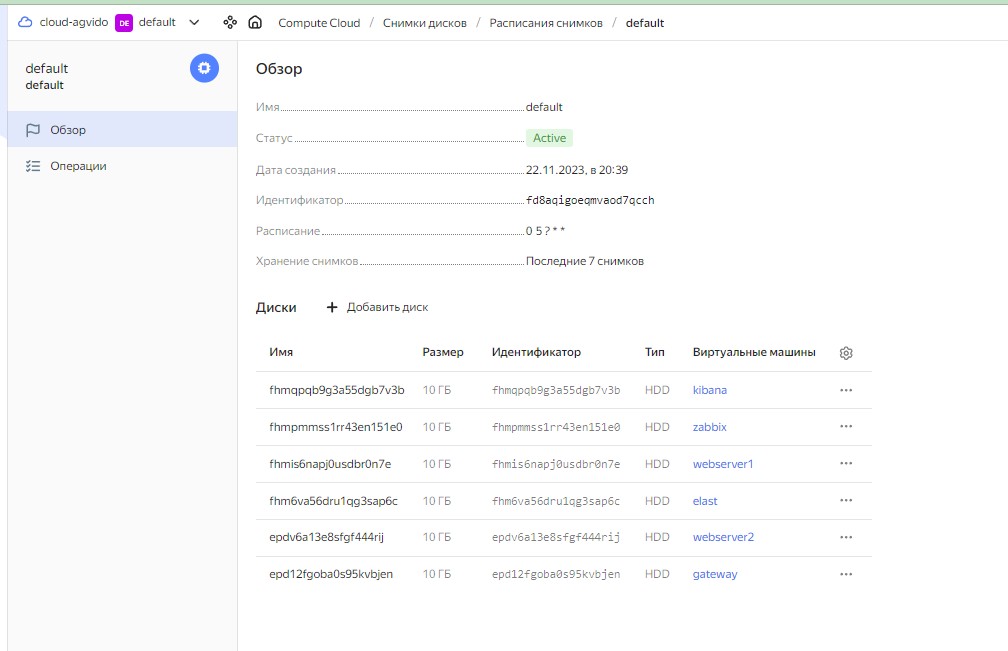 cloud-agvido DE default Compute Cloud / Снимки дисков / Расписания снимков / default
default
default
Обзор
Операции
Обзор
Имя default
Статус Active
Дата создания 22.11.2023, в 20:39
Идентификатор fd8aqigoeqmvaod7qcch
Расписание 0 5 ? * *
Хранение снимков Последние 7 снимков
Диски + Добавить диск
Имя Размер Идентификатор Тип Виртуальные машины
fhmqpqb9g3a55dgb7v3b 10 ГБ fhmqpqb9g3a55dgb7v3b HDD kibana
fhmpmmss1rr43en151e0 10 ГБ fhmpmmss1rr43en151e0 HDD zabbix
fhmis6napj0usdbr0n7e 10 ГБ fhmis6napj0usdbr0n7e HDD webserver1
fhm6va56dru1qg3sap6c 10 ГБ fhm6va56dru1qg3sap6c HDD elast
epdv6a13e8sfgf444rij 10 ГБ epdv6a13e8sfgf444rij HDD webserver2
epd12fgoba0s95kvbjen 10 ГБ epd12fgoba0s95kvbjen HDD gateway